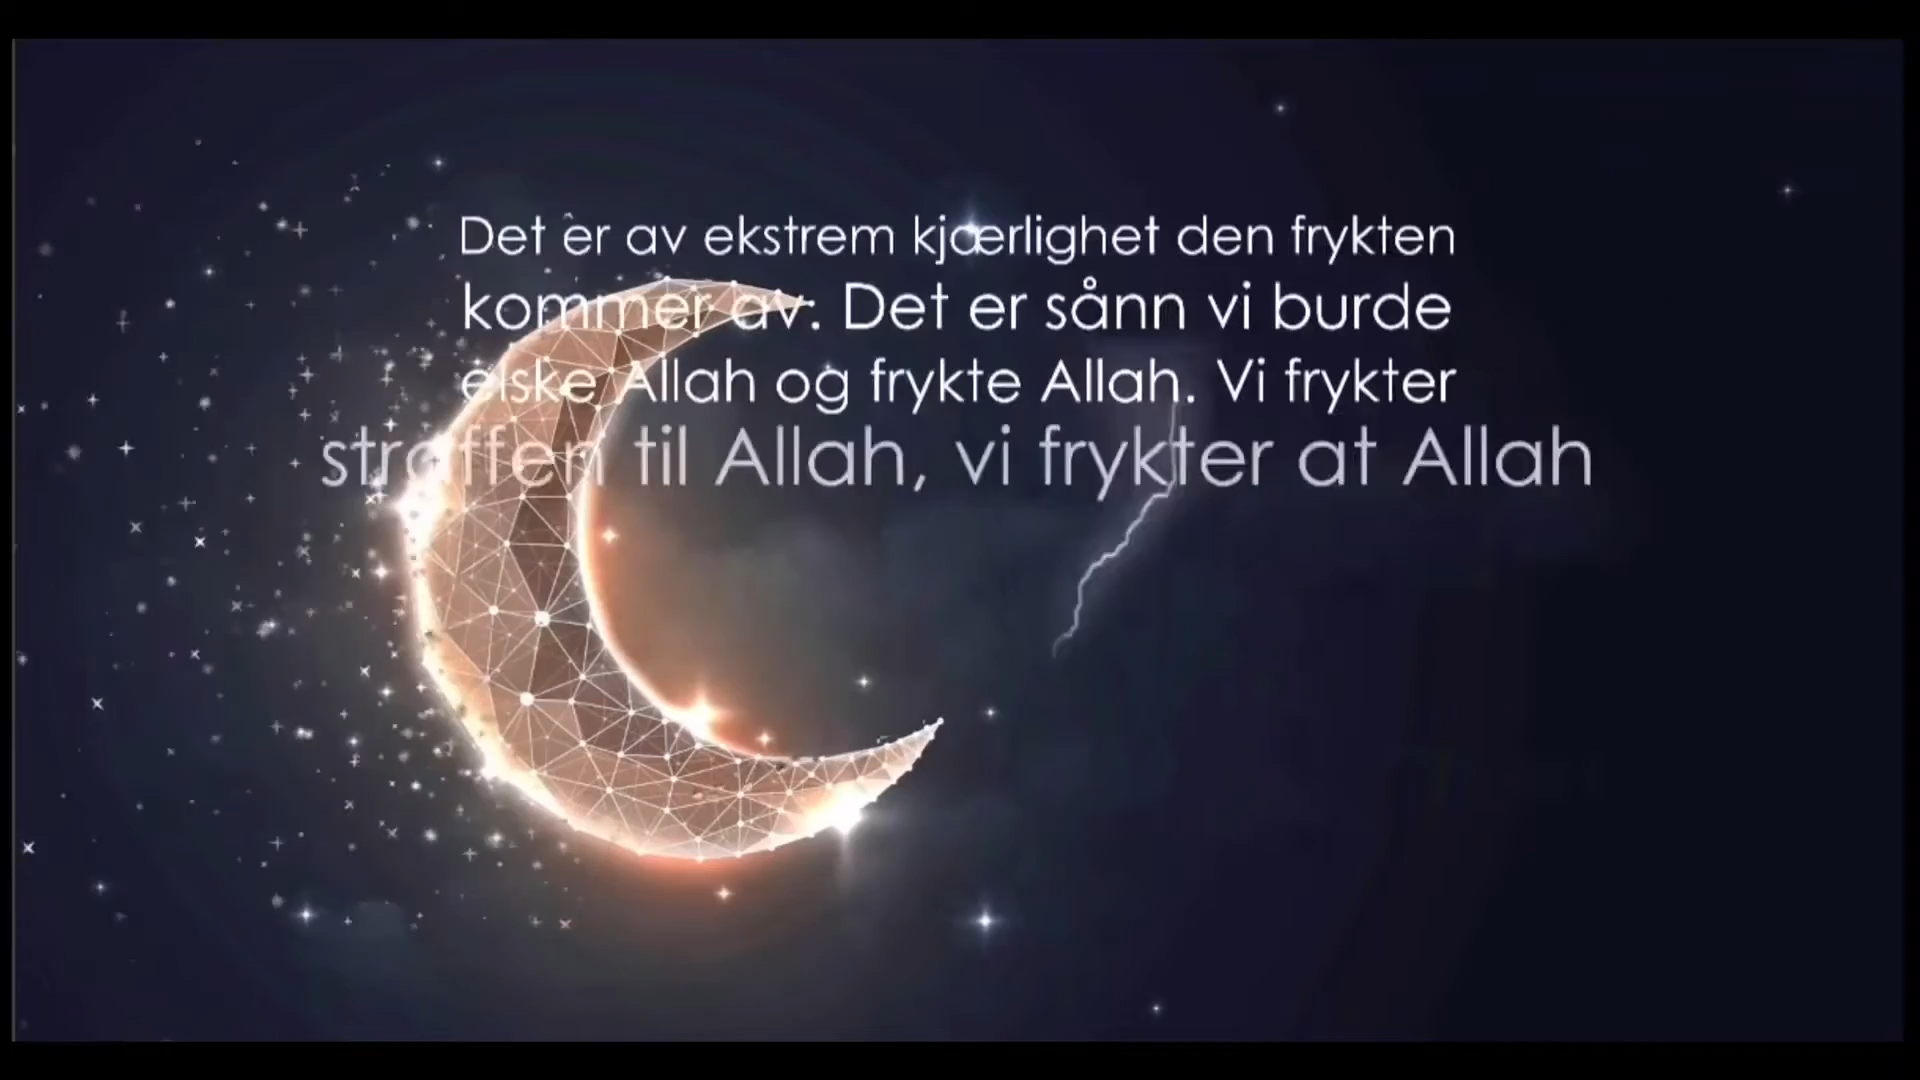 Det er av ekstrem kjærlighet den frykten
kommer av. Det er sånn vi burde
elske Allah og frykte Allah. Vi frykter
straffen til Allah, vi frykter at Allah